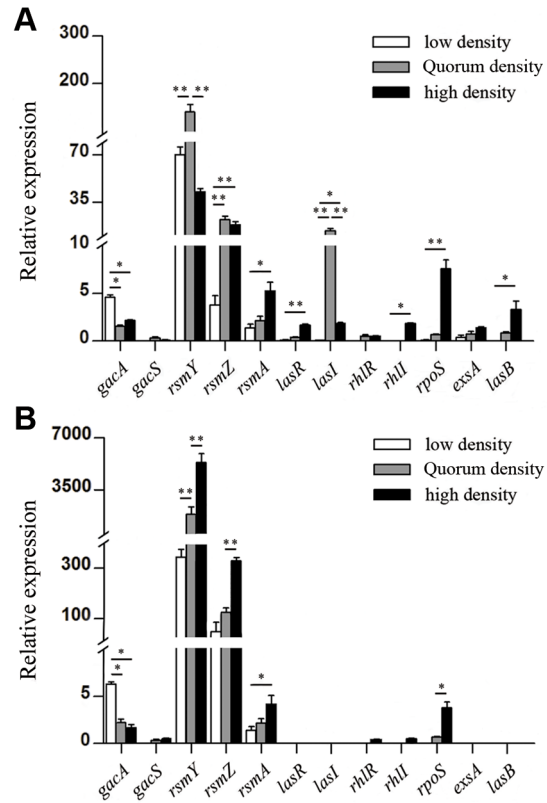 A
300
200
70
35
10
5
0
Relative expression
low density
Quorum density
high density
** **
**
**
*
*
*
**
*
** **
*
**
*
gacA gacS rsmY rsmZ rsmA lasR lasI rhlR rhlI rpoS exsA lasB
B
7000
3500
300
100
5
0
Relative expression
low density
Quorum density
high density
**
**
**
*
*
*
*
gacA gacS rsmY rsmZ rsmA lasR lasI rhlR rhlI rpoS exsA lasB